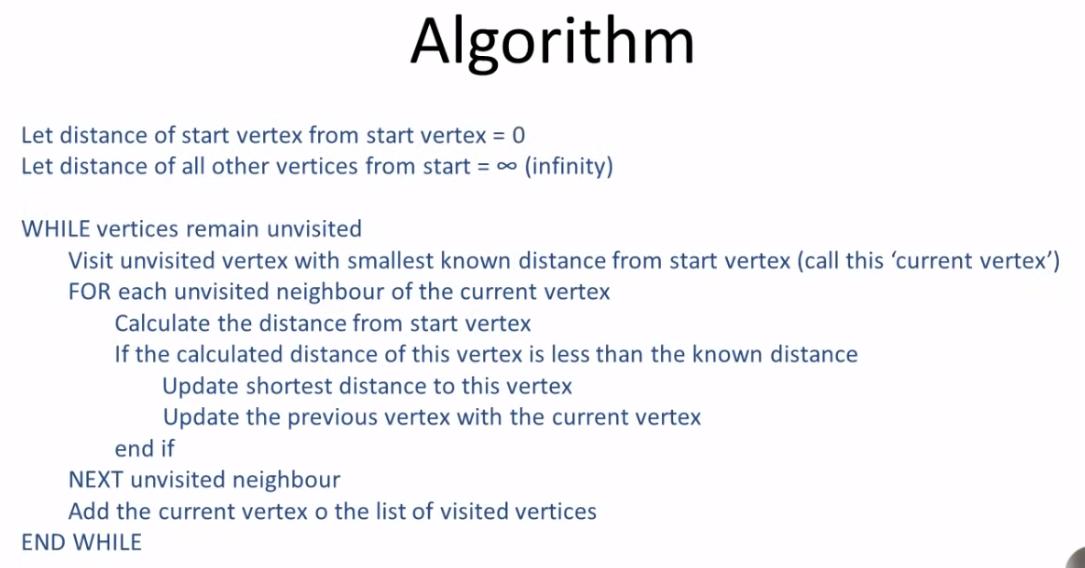 Algorithm
Let distance of start vertex from start vertex = 0
Let distance of all other vertices from start = ∞ (infinity)
WHILE vertices remain unvisited
Visit unvisited vertex with smallest known distance from start vertex (call this ‘current vertex’)
FOR each unvisited neighbour of the current vertex
Calculate the distance from start vertex
If the calculated distance of this vertex is less than the known distance
Update shortest distance to this vertex
Update the previous vertex with the current vertex
end if
NEXT unvisited neighbour
Add the current vertex o the list of visited vertices
END WHILE